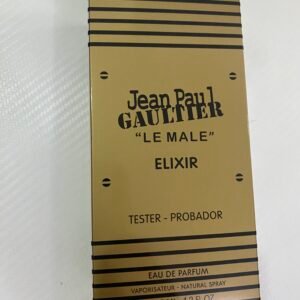 Jean Paul
GAULTIER
"LE MALE"
ELIXIR
TESTER - PROBADOR
EAU DE PARFUM
VAPORISATEUR - NATURAL SPRAY